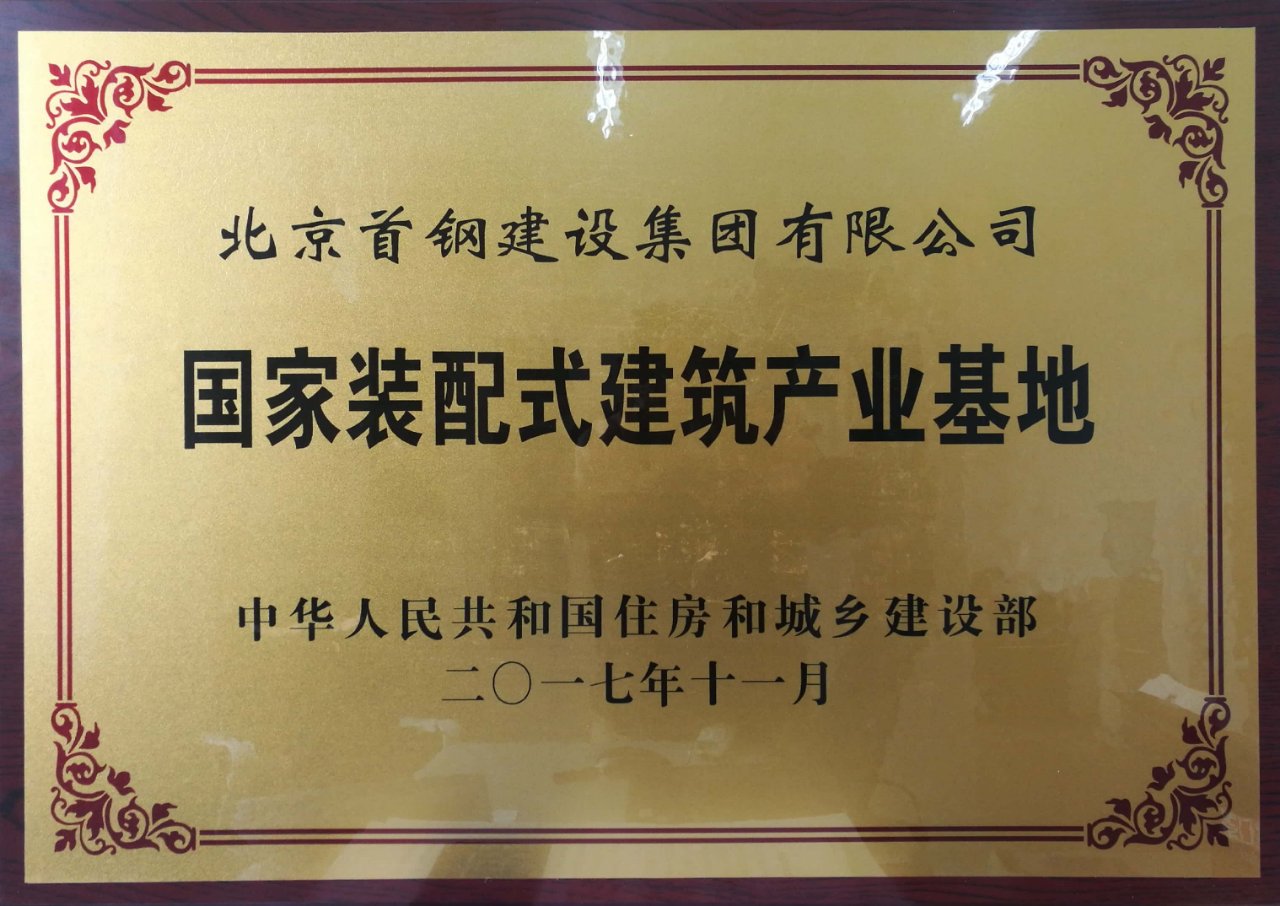 北京首钢建设集团有限公司
国家装配式建筑产业基地
中华人民共和国住房和城乡建设部
二〇一七年十一月